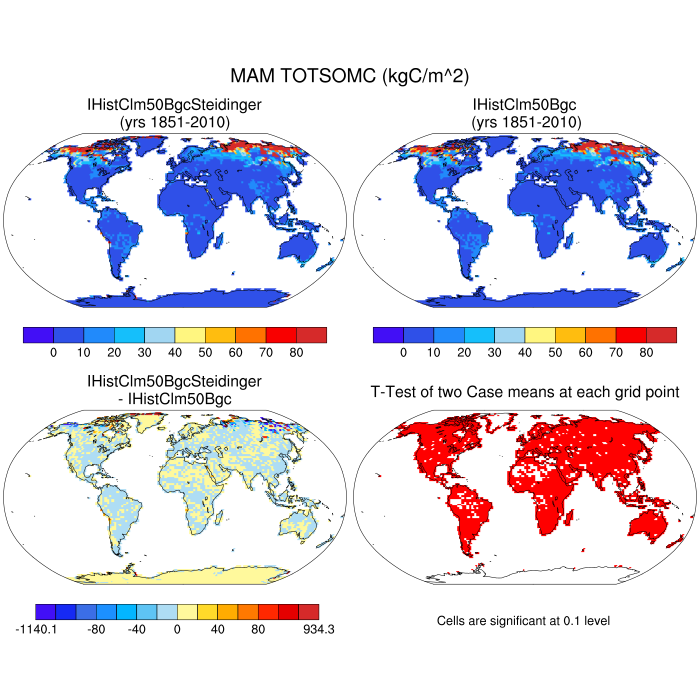 MAM TOTSOMC (kgC/m^2)
IHistClm50BgcSteidinger
(yrs 1851-2010)
IHistClm50Bgc
(yrs 1851-2010)
0 10 20 30 40 50 60 70 80
0 10 20 30 40 50 60 70 80
IHistClm50BgcSteidinger
- IHistClm50Bgc
T-Test of two Case means at each grid point
-1140.1 -80 -40 0 40 80 934.3
Cells are significant at 0.1 level